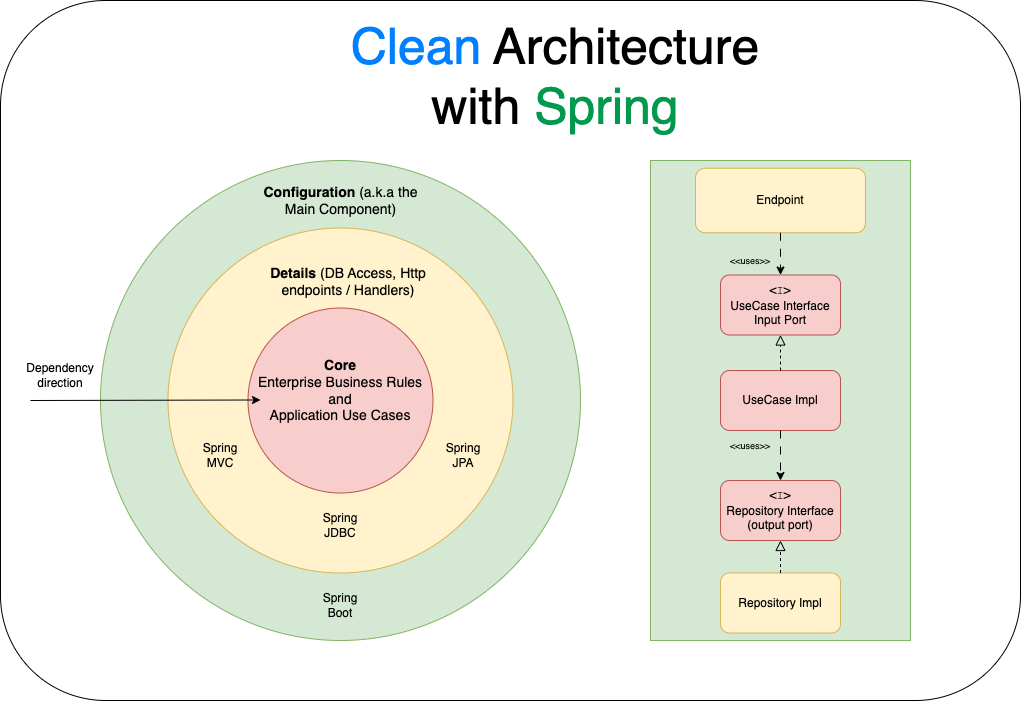 Clean Architecture
with Spring
Configuration (a.k.a the
Main Component)
Details (DB Access, Http
endpoints / Handlers)
Core
Enterprise Business Rules
and
Application Use Cases
Dependency
direction
Spring
MVC
Spring
JPA
Spring
JDBC
Spring
Boot
Endpoint
<<uses>>
<I>
UseCase Interface
Input Port
UseCase Impl
<<uses>>
<I>
Repository Interface
(output port)
Repository Impl